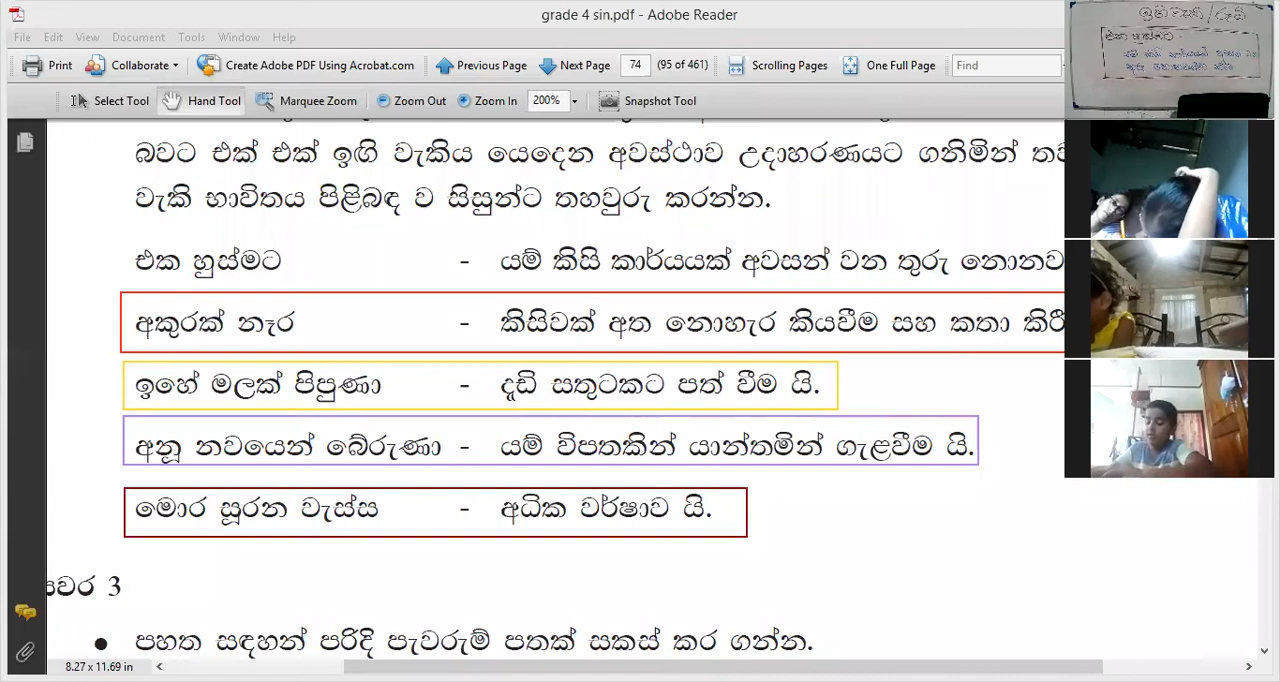 grade 4 sin.pdf - Adobe Reader
File Edit View Document Tools Window Help
Print Collaborate Create Adobe PDF Using Acrobat.com Previous Page Next Page 74 (95 of 461) Scrolling Pages One Full Page Find
Select Tool Hand Tool Marquee Zoom Zoom Out Zoom In 200% Snapshot Tool
බවට එක් එක් ඉඟි වැකිය යෙදෙන අවස්ථාව උදාහරණයට ගනිමින් තව
වැකි භාවිතය පිළිබඳ ව සිසුන්ට තහවුරු කරන්න.
එක හුස්මට - යම් කිසි කාර්යයක් අවසන් වන තුරු නොනව
අකුරක් නෑර - කිසිවක් අත නොහැර කියවීම සහ කතා කිරී
ඉහේ මලක් පිපුණා - දැඩි සතුටකට පත් වීම යි.
අනූ නවයෙන් බේරුණා - යම් විපතකින් යාන්තමින් ගැළවීම යි.
මොර සූරන වැස්ස - අධික වර්ෂාව යි.
පියවර 3
● පහත සඳහන් පරිදි පැවරුම් පතක් සකස් කර ගන්න.
8.27 x 11.69 in
එක හුස්මට